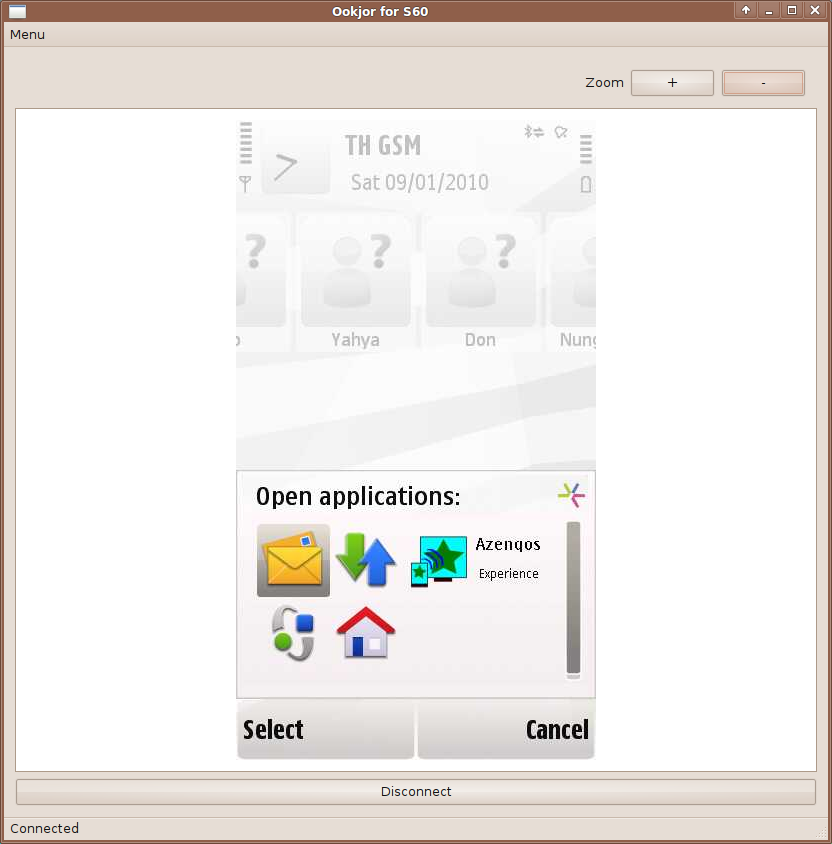 Ookjor for S60
Menu
Zoom + -
TH GSM
Sat 09/01/2010
o Yahya Don Nung
Open applications:
Azenqos
Experience
Select Cancel
Disconnect
Connected